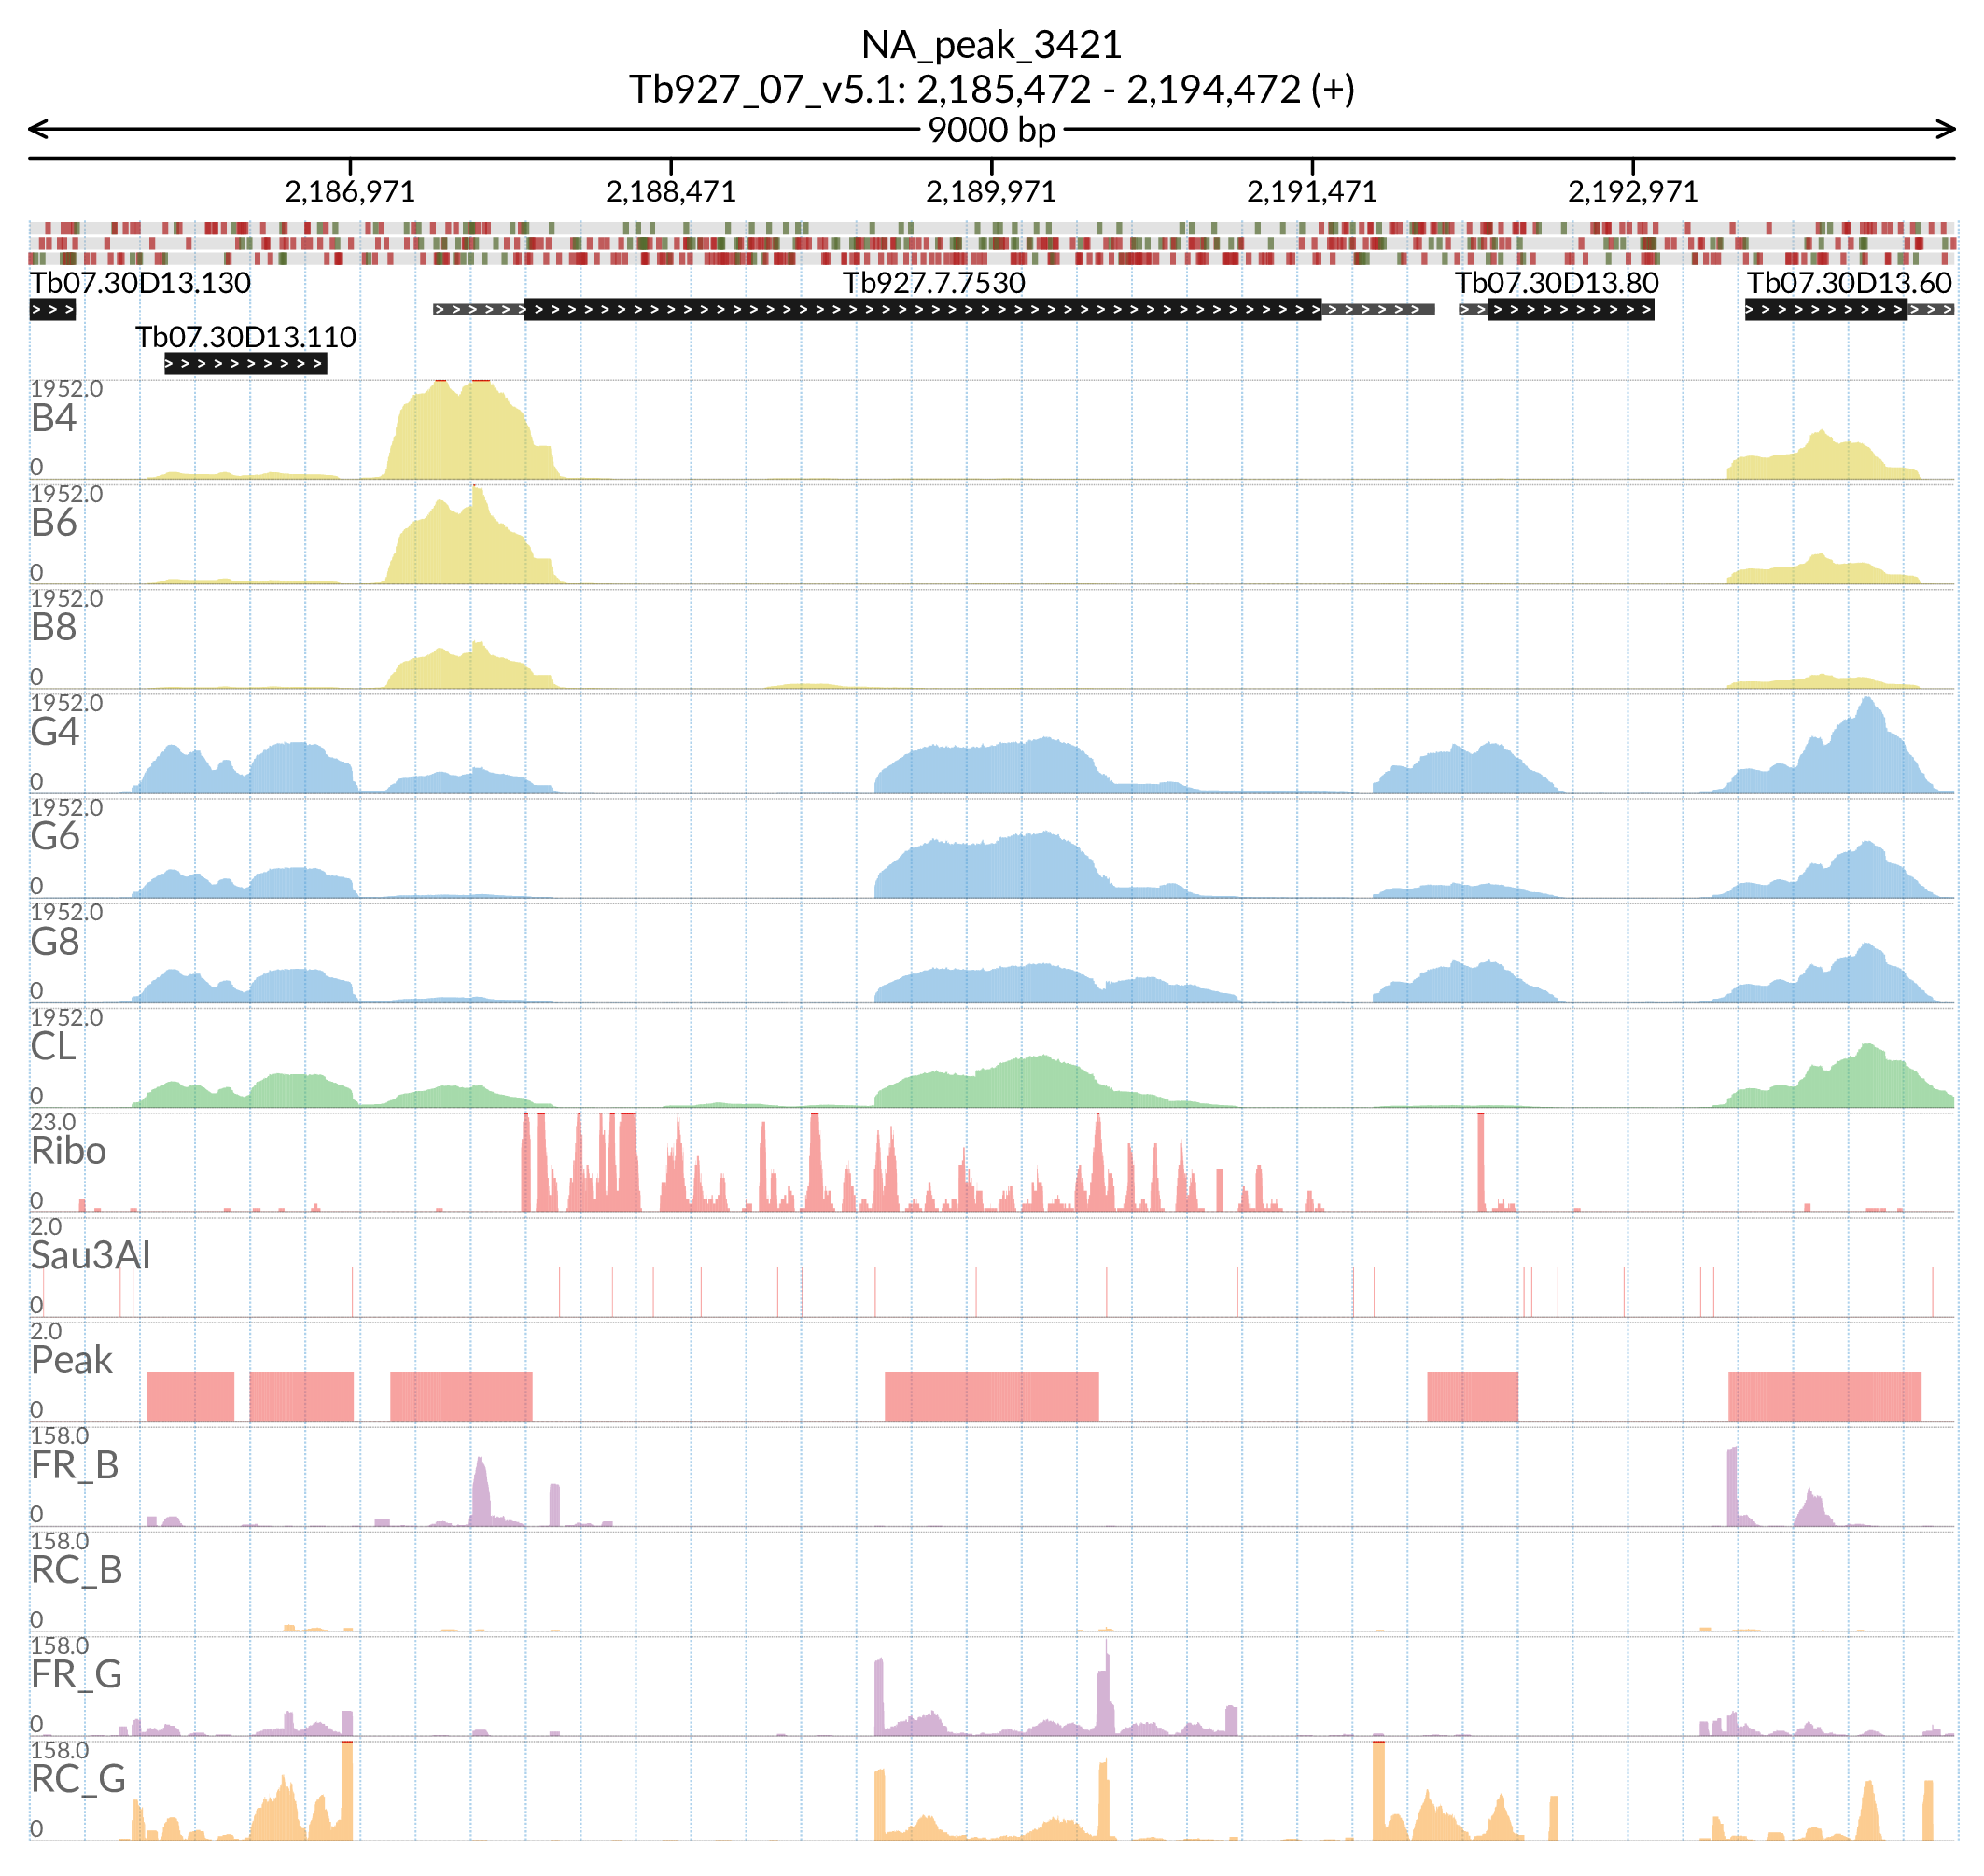 NA_peak_3421
Tb927_07_v5.1: 2,185,472 - 2,194,472 (+)
9000 bp
2,186,971 2,188,471 2,189,971 2,191,471 2,192,971
Tb07.30D13.130 Tb927.7.7530 Tb07.30D13.80 Tb07.30D13.60
Tb07.30D13.110
1952.0
B4
0
1952.0
B6
0
1952.0
B8
0
1952.0
G4
0
1952.0
G6
0
1952.0
G8
0
1952.0
CL
0
23.0
Ribo
0
2.0
Sau3AI
0
2.0
Peak
0
158.0
FR_B
0
158.0
RC_B
0
158.0
FR_G
0
158.0
RC_G
0